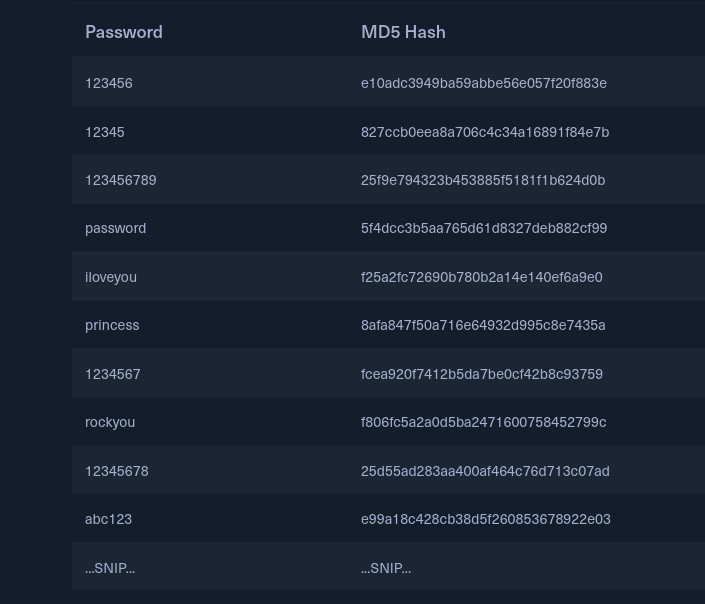 Password MD5 Hash
123456 e10adc3949ba59abbe56e057f20f883e
12345 827ccb0eea8a706c4c34a16891f84e7b
123456789 25f9e794323b453885f5181f1b624d0b
password 5f4dcc3b5aa765d61d8327deb882cf99
iloveyou f25a2fc72690b780b2a14e140ef6a9e0
princess 8afa847f50a716e64932d995c8e7435a
1234567 fcea920f7412b5da7be0cf42b8c93759
rockyou f806fc5a2a0d5ba2471600758452799c
12345678 25d55ad283aa400af464c76d713c07ad
abc123 e99a18c428cb38d5f260853678922e03
...SNIP... ...SNIP...